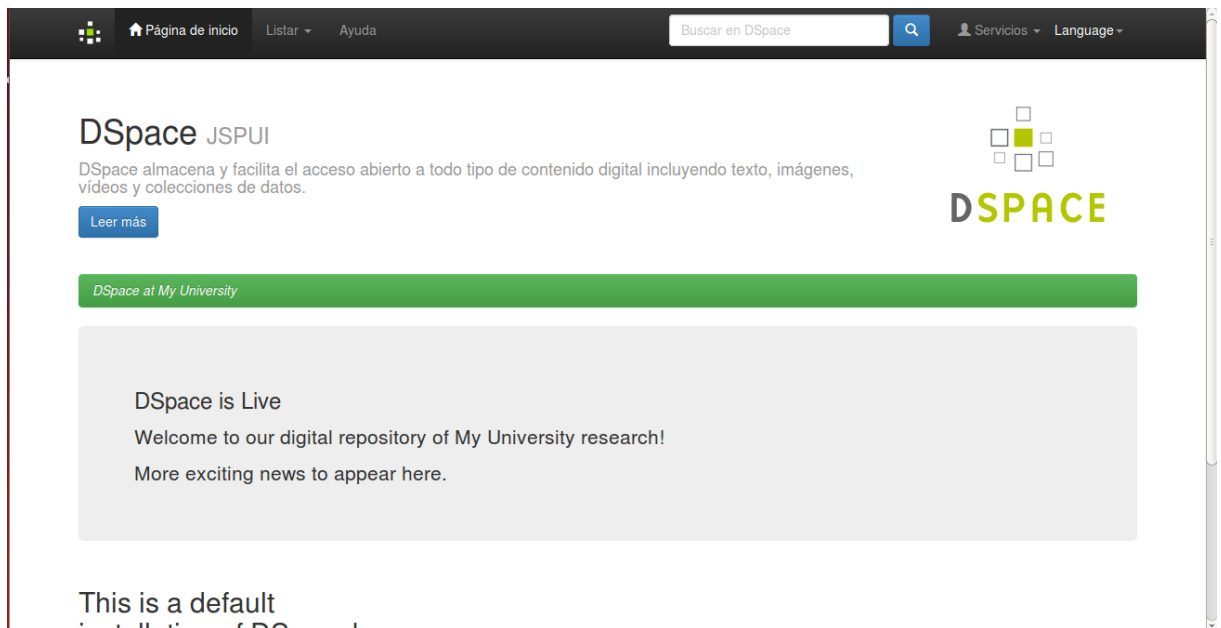 Página de inicio Listar Ayuda Buscar en DSpace Servicios Language
DSpace JSPUI
DSpace almacena y facilita el acceso abierto a todo tipo de contenido digital incluyendo texto, imágenes,
vídeos y colecciones de datos.
Leer más
DSPACE
DSpace at My University
DSpace is Live
Welcome to our digital repository of My University research!
More exciting news to appear here.
This is a default